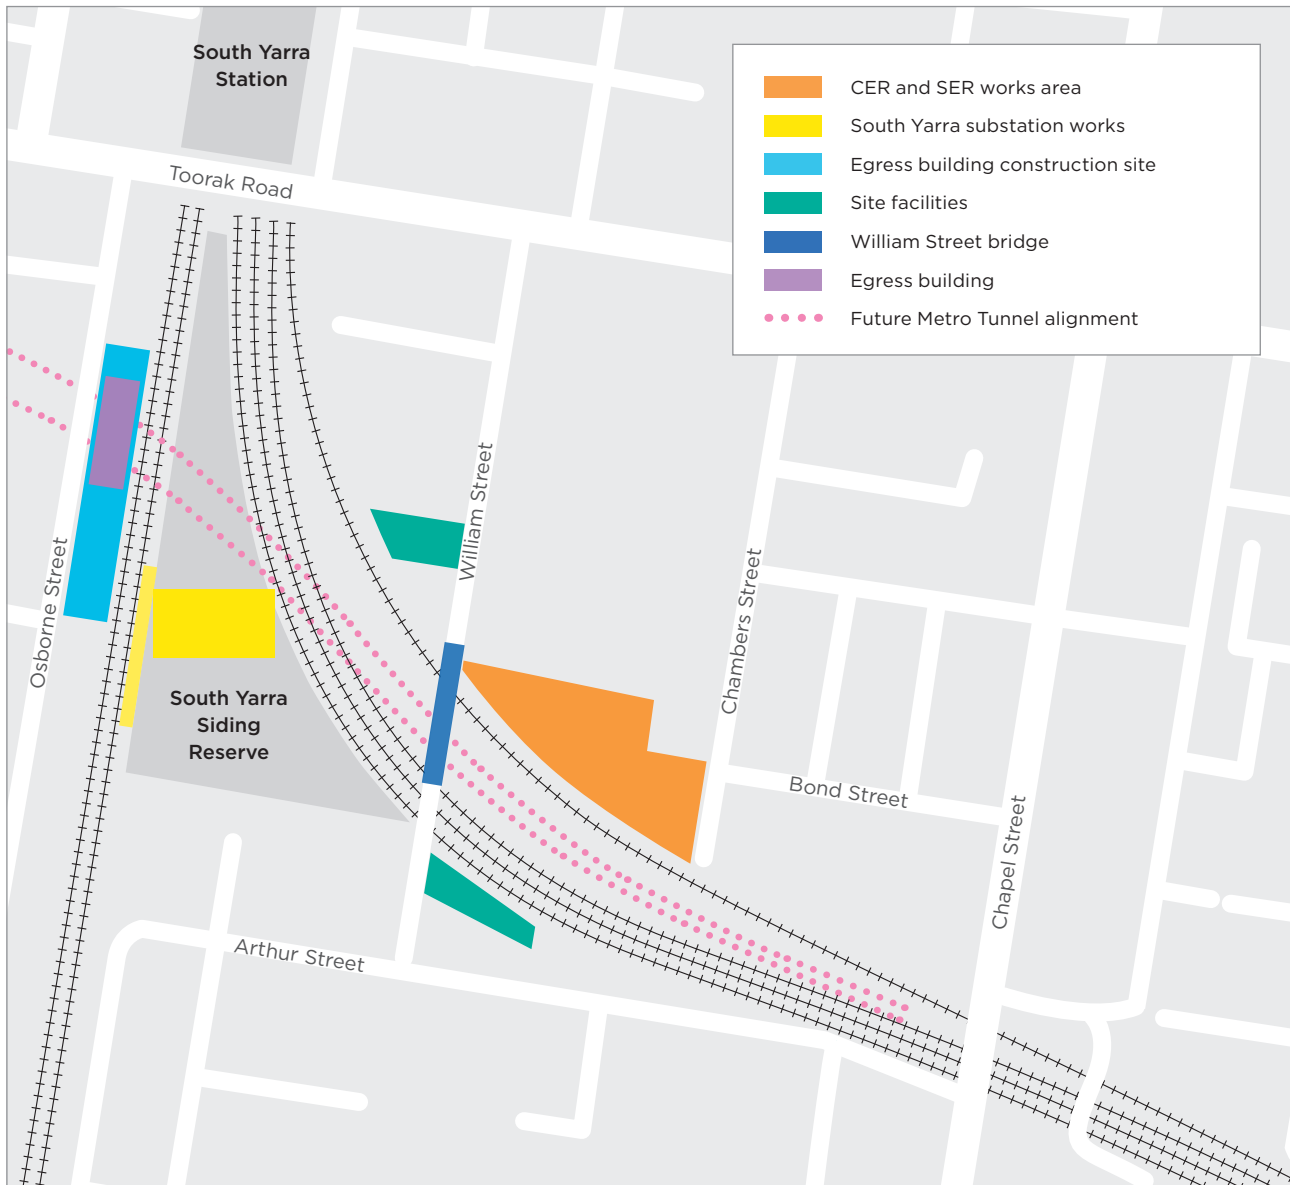 South Yarra
Station
Toorak Road
CER and SER works area
South Yarra substation works
Egress building construction site
Site facilities
William Street bridge
Egress building
Future Metro Tunnel alignment
William Street
Osborne Street
Chambers Street
South Yarra
Siding
Reserve
Bond Street
Chapel Street
Arthur Street